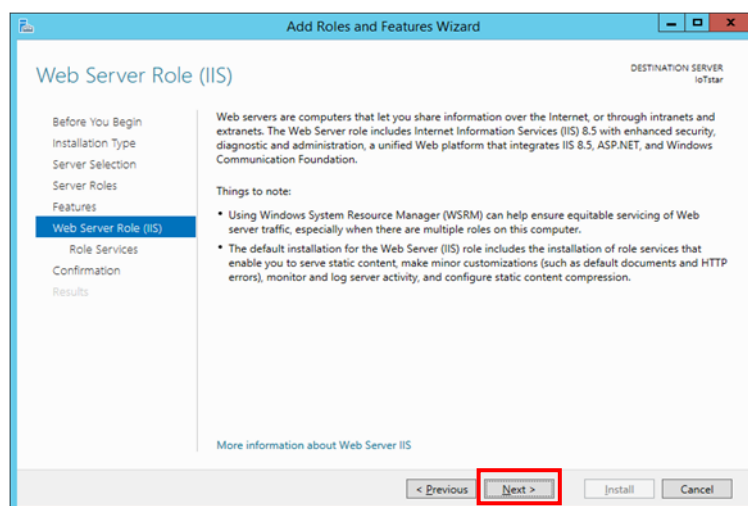 Add Roles and Features Wizard
Web Server Role (IIS)
DESTINATION SERVER
IoTstar
Before You Begin
Installation Type
Server Selection
Server Roles
Features
Web Server Role (IIS)
Role Services
Confirmation
Results
Web servers are computers that let you share information over the Internet, or through intranets and
extranets. The Web Server role includes Internet Information Services (IIS) 8.5 with enhanced security,
diagnostic and administration, a unified Web platform that integrates IIS 8.5, ASP.NET, and Windows
Communication Foundation.
Things to note:
• Using Windows System Resource Manager (WSRM) can help ensure equitable servicing of Web
server traffic, especially when there are multiple roles on this computer.
• The default installation for the Web Server (IIS) role includes the installation of role services that
enable you to serve static content, make minor customizations (such as default documents and HTTP
errors), monitor and log server activity, and configure static content compression.
More information about Web Server IIS
< Previous
Next >
Install
Cancel